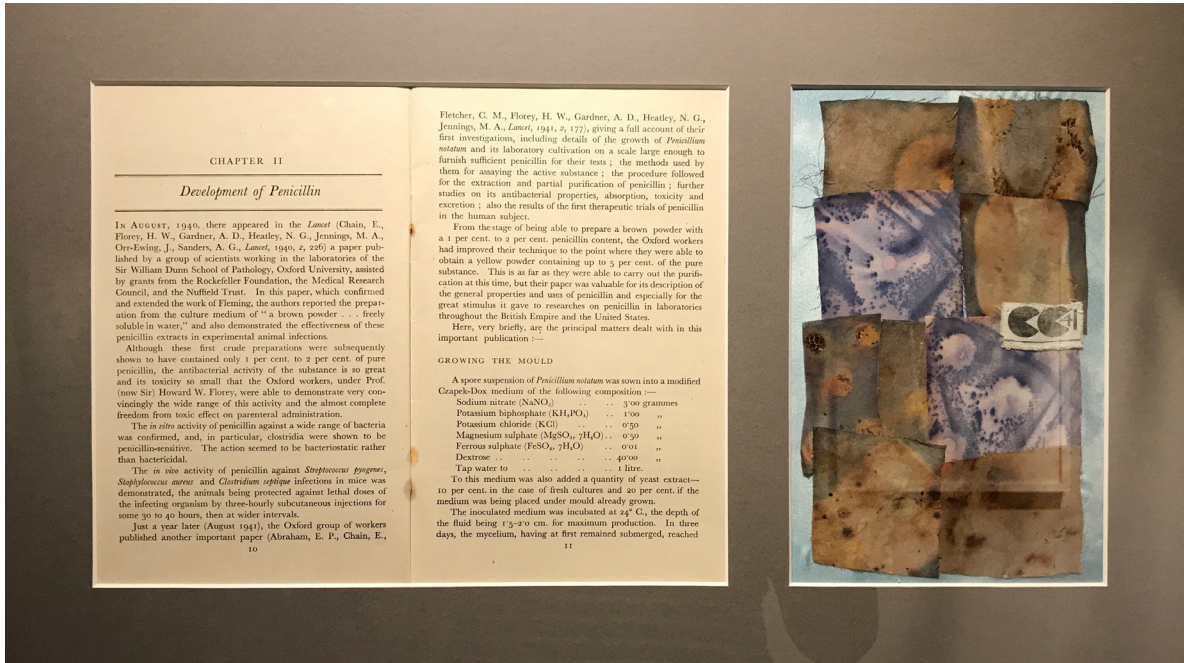 CHAPTER II
Development of Penicillin
IN AUGUST, 1940, there appeared in the Lancet (Chain, E.,
Florey, H. W., Gardner, A. D., Heatley, N. G., Jennings, M. A.,
Orr-Ewing, J., Sanders, A. G., Lancet, 1940, 2, 226) a paper pub-
lished by a group of scientists working in the laboratories of the
Sir William Dunn School of Pathology, Oxford University, assisted
by grants from the Rockefeller Foundation, the Medical Research
Council, and the Nuffield Trust. In this paper, which confirmed
and extended the work of Fleming, the authors reported the prepar-
ation from the culture medium of “ a brown powder . . . freely
soluble in water,” and also demonstrated the effectiveness of these
penicillin extracts in experimental animal infections.
Although these first crude preparations were subsequently
shown to have contained only 1 per cent. to 2 per cent. of pure
penicillin, the antibacterial activity of the substance is so great
and its toxicity so small that the Oxford workers, under Prof.
(now Sir) Howard W. Florey, were able to demonstrate very con-
vincingly the wide range of this activity and the almost complete
freedom from toxic effect on parenteral administration.
The in vitro activity of penicillin against a wide range of bacteria
was confirmed, and, in particular, clostridia were shown to be
penicillin-sensitive. The action seemed to be bacteriostatic rather
than bactericidal.
The in vivo activity of penicillin against Streptococcus pyogenes,
Staphylococcus aureus and Clostridium septique infections in mice was
demonstrated, the animals being protected against lethal doses of
the infecting organism by three-hourly subcutaneous injections for
some 30 to 40 hours, then at wider intervals.
Just a year later (August 1941), the Oxford group of workers
published another important paper (Abraham, E. P., Chain, E.,
10
Fletcher, C. M., Florey, H. W., Gardner, A. D., Heatley, N. G.,
Jennings, M. A., Lancet, 1941, 2, 177), giving a full account of their
first investigations, including details of the growth of Penicillium
notatum and its laboratory cultivation on a scale large enough to
furnish sufficient penicillin for their tests ; the methods used by
them for assaying the active substance ; the procedure followed
for the extraction and partial purification of penicillin ; further
studies on its antibacterial properties, absorption, toxicity and
excretion ; also the results of the first therapeutic trials of penicillin
in the human subject.
From the stage of being able to prepare a brown powder with
a 1 per cent. to 2 per cent. penicillin content, the Oxford workers
had improved their technique to the point where they were able to
obtain a yellow powder containing up to 5 per cent. of the pure
substance. This is as far as they were able to carry out the purifi-
cation at this time, but their paper was valuable for its description of
the general properties and uses of penicillin and especially for the
great stimulus it gave to researches on penicillin in laboratories
throughout the British Empire and the United States.
Here, very briefly, are the principal matters dealt with in this
important publication :—
GROWING THE MOULD
A spore suspension of Penicillium notatum was sown into a modified
Czapek-Dox medium of the following composition :—
Sodium nitrate (NaNO₃) .. .. 3·00 grammes
Potassium biphosphate (KH₂PO₄) 1·00 ,,
Potassium chloride (KCl) .. .. 0·50 ,,
Magnesium sulphate (MgSO₄, 7H₂O) .. 0·50 ,,
Ferrous sulphate (FeSO₄, 7H₂O) .. 0·01 ,,
Dextrose .. .. .. .. .. 40·00 ,,
Tap water to .. .. .. .. 1 litre.
To this medium was also added a quantity of yeast extract—
10 per cent. in the case of fresh cultures and 20 per cent. if the
medium was being placed under mould already grown.
The inoculated medium was incubated at 24° C., the depth of
the fluid being 1·5–2·0 cm. for maximum production. In three
days, the mycelium, having at first remained submerged, reached
11